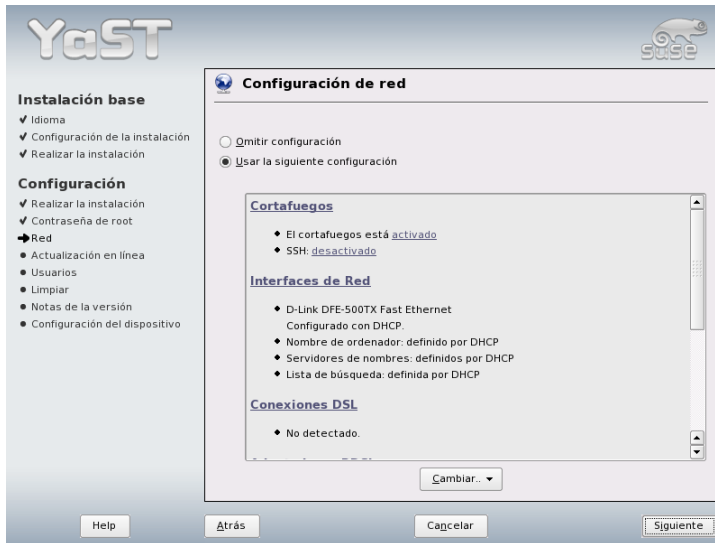 YaST
SUSE
Instalación base
Idioma
Configuración de la instalación
Realizar la instalación
Configuración
Realizar la instalación
Contraseña de root
Red
Actualización en línea
Usuarios
Limpiar
Notas de la versión
Configuración del dispositivo
Configuración de red
Omitir configuración
Usar la siguiente configuración
Cortafuegos
El cortafuegos está activado
SSH: desactivado
Interfaces de Red
D-Link DFE-500TX Fast Ethernet
Configurado con DHCP.
Nombre de ordenador: definido por DHCP
Servidores de nombres: definidos por DHCP
Lista de búsqueda: definida por DHCP
Conexiones DSL
No detectado.
Cambiar..
Help
Atrás
Cancelar
Siguiente